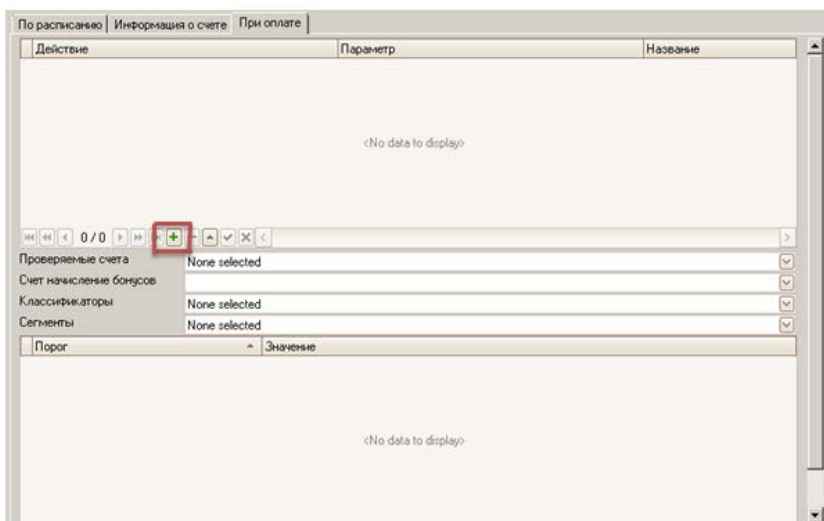 По расписанию Информация о счете При оплате
Действие Параметр Название
<No data to display>
0 / 0
Проверяемые счета None selected
Счет начисление бонусов
Классификаторы None selected
Сегменты None selected
Порог Значение
<No data to display>